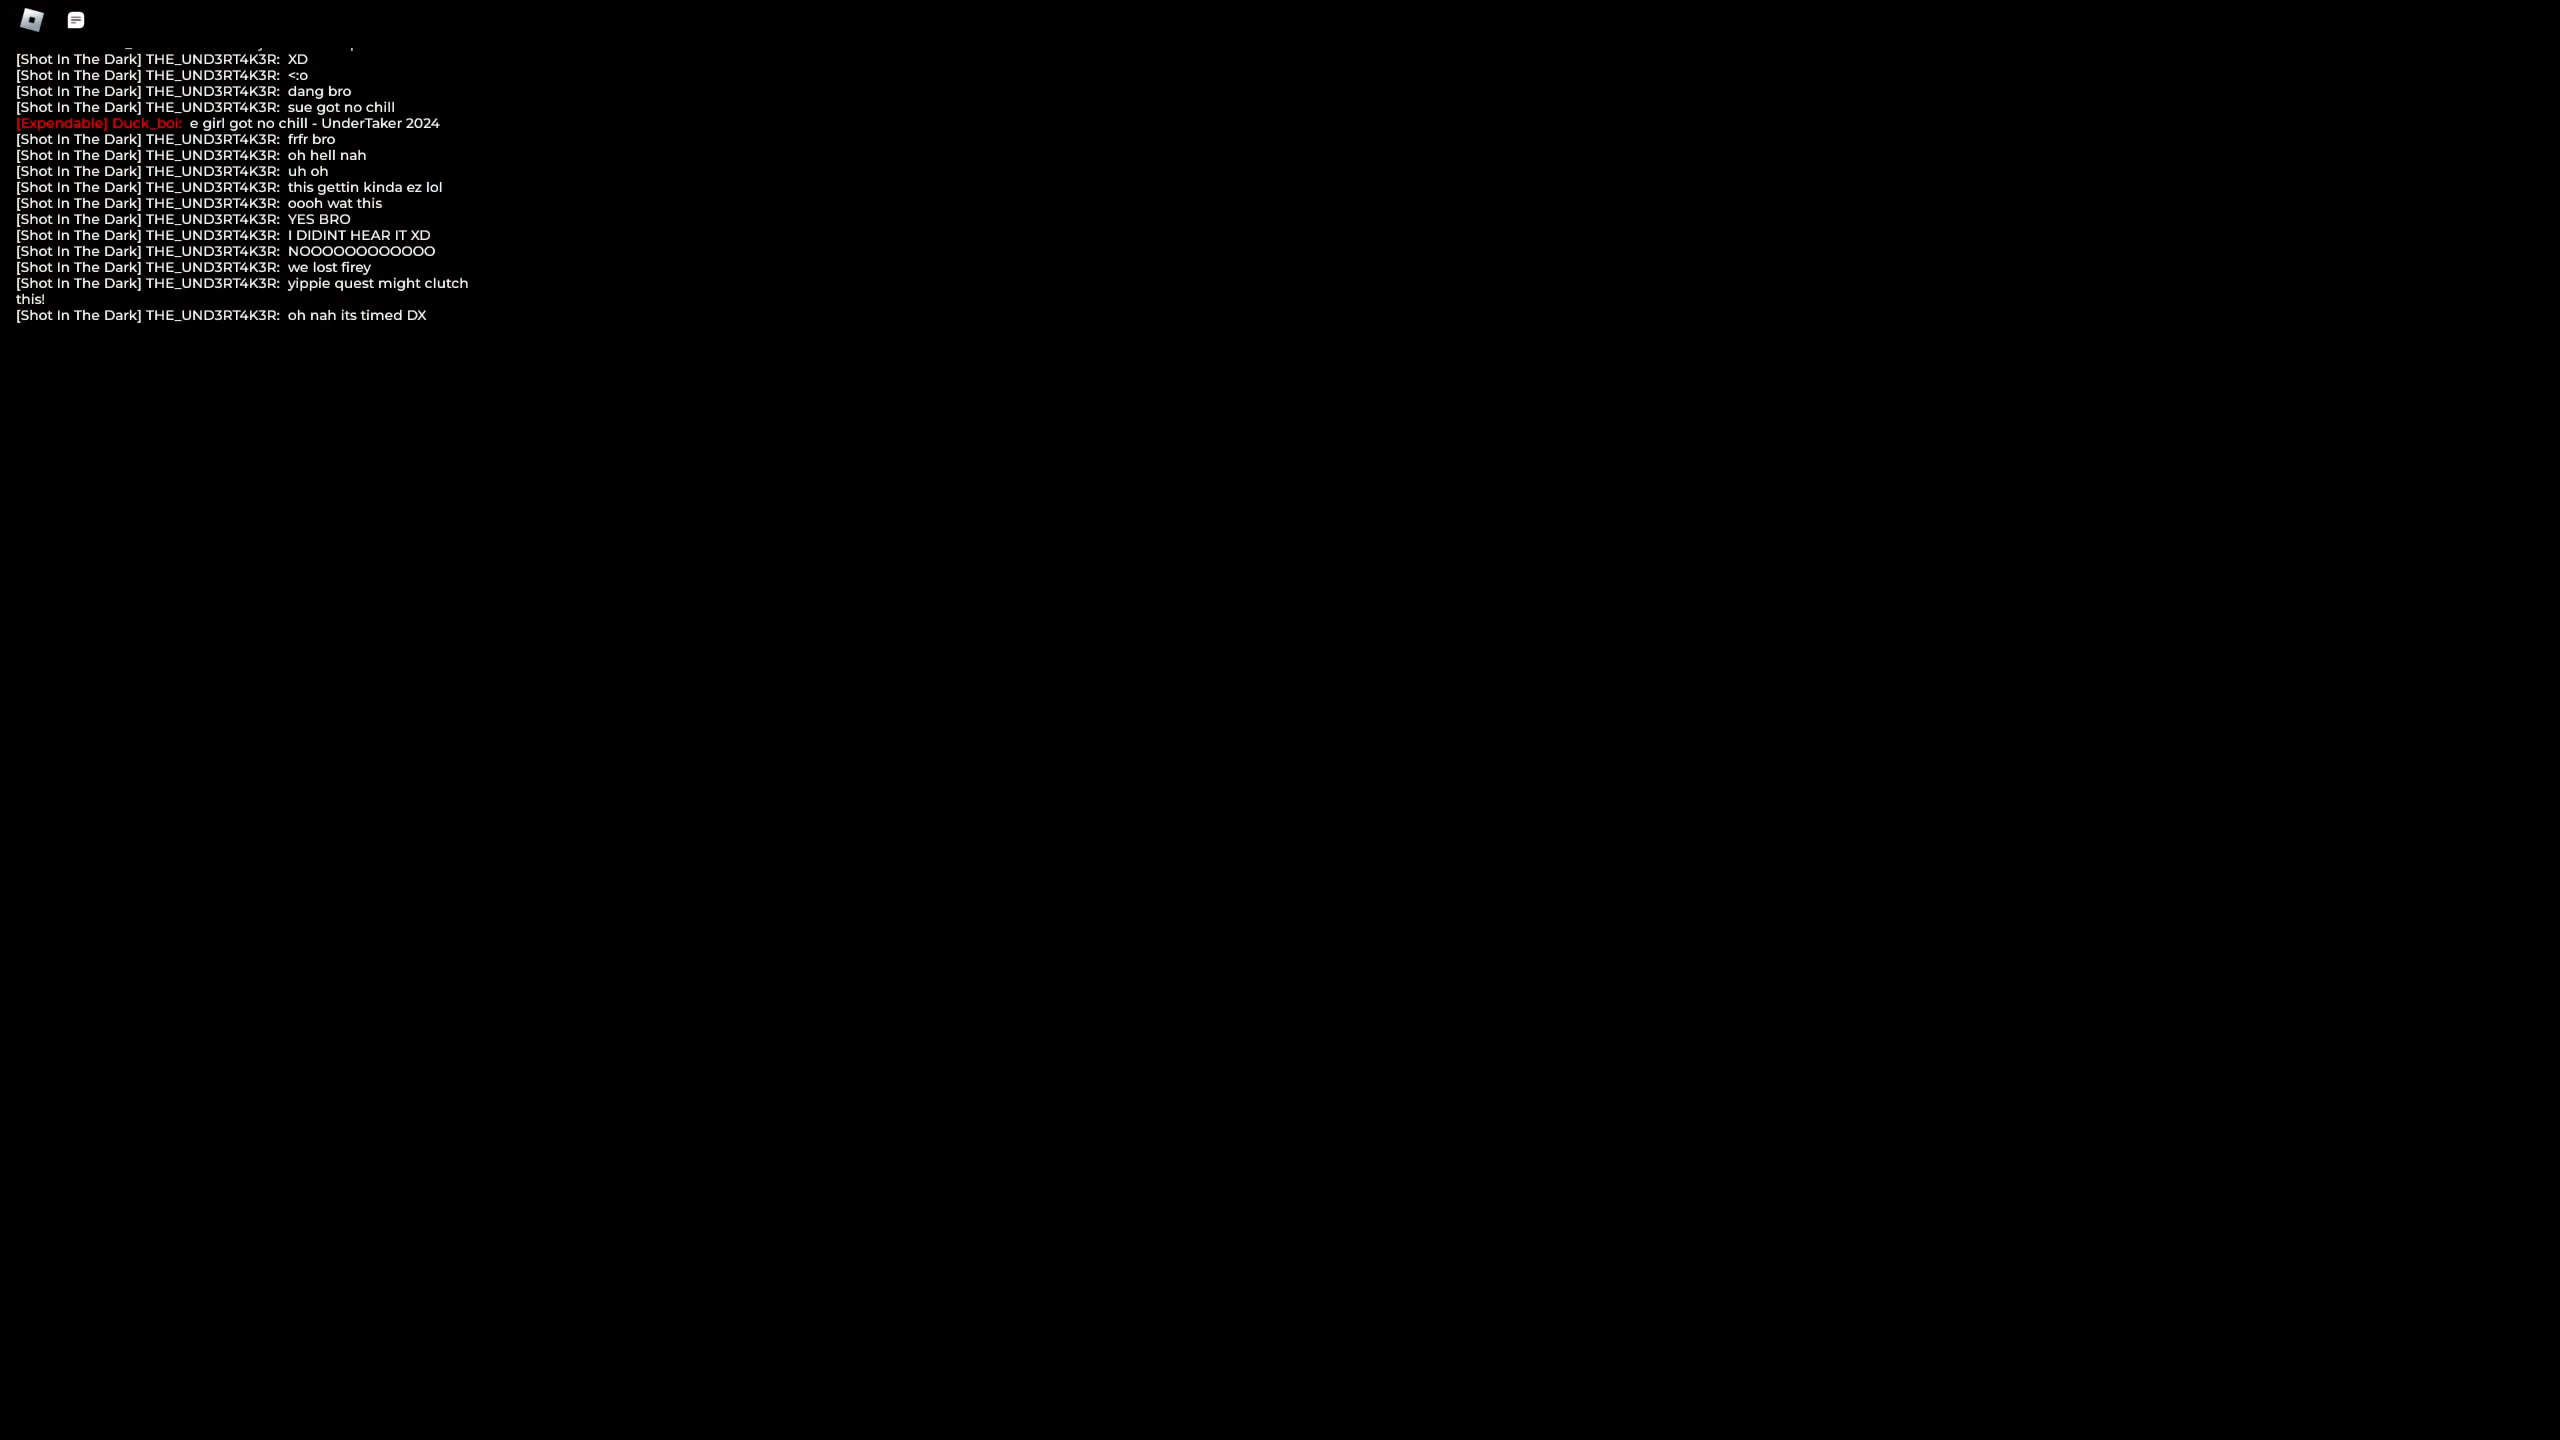 [Shot In The Dark] THE_UND3RT4K3R: XD
[Shot In The Dark] THE_UND3RT4K3R: <:o
[Shot In The Dark] THE_UND3RT4K3R: dang bro
[Shot In The Dark] THE_UND3RT4K3R: sue got no chill
[Expendable] Duck_boi: e girl got no chill - UnderTaker 2024
[Shot In The Dark] THE_UND3RT4K3R: frfr bro
[Shot In The Dark] THE_UND3RT4K3R: oh hell nah
[Shot In The Dark] THE_UND3RT4K3R: uh oh
[Shot In The Dark] THE_UND3RT4K3R: this gettin kinda ez lol
[Shot In The Dark] THE_UND3RT4K3R: oooh wat this
[Shot In The Dark] THE_UND3RT4K3R: YES BRO
[Shot In The Dark] THE_UND3RT4K3R: I DIDINT HEAR IT XD
[Shot In The Dark] THE_UND3RT4K3R: NOOOOOOOOOOOO
[Shot In The Dark] THE_UND3RT4K3R: we lost firey
[Shot In The Dark] THE_UND3RT4K3R: yippie quest might clutch
this!
[Shot In The Dark] THE_UND3RT4K3R: oh nah its timed DX